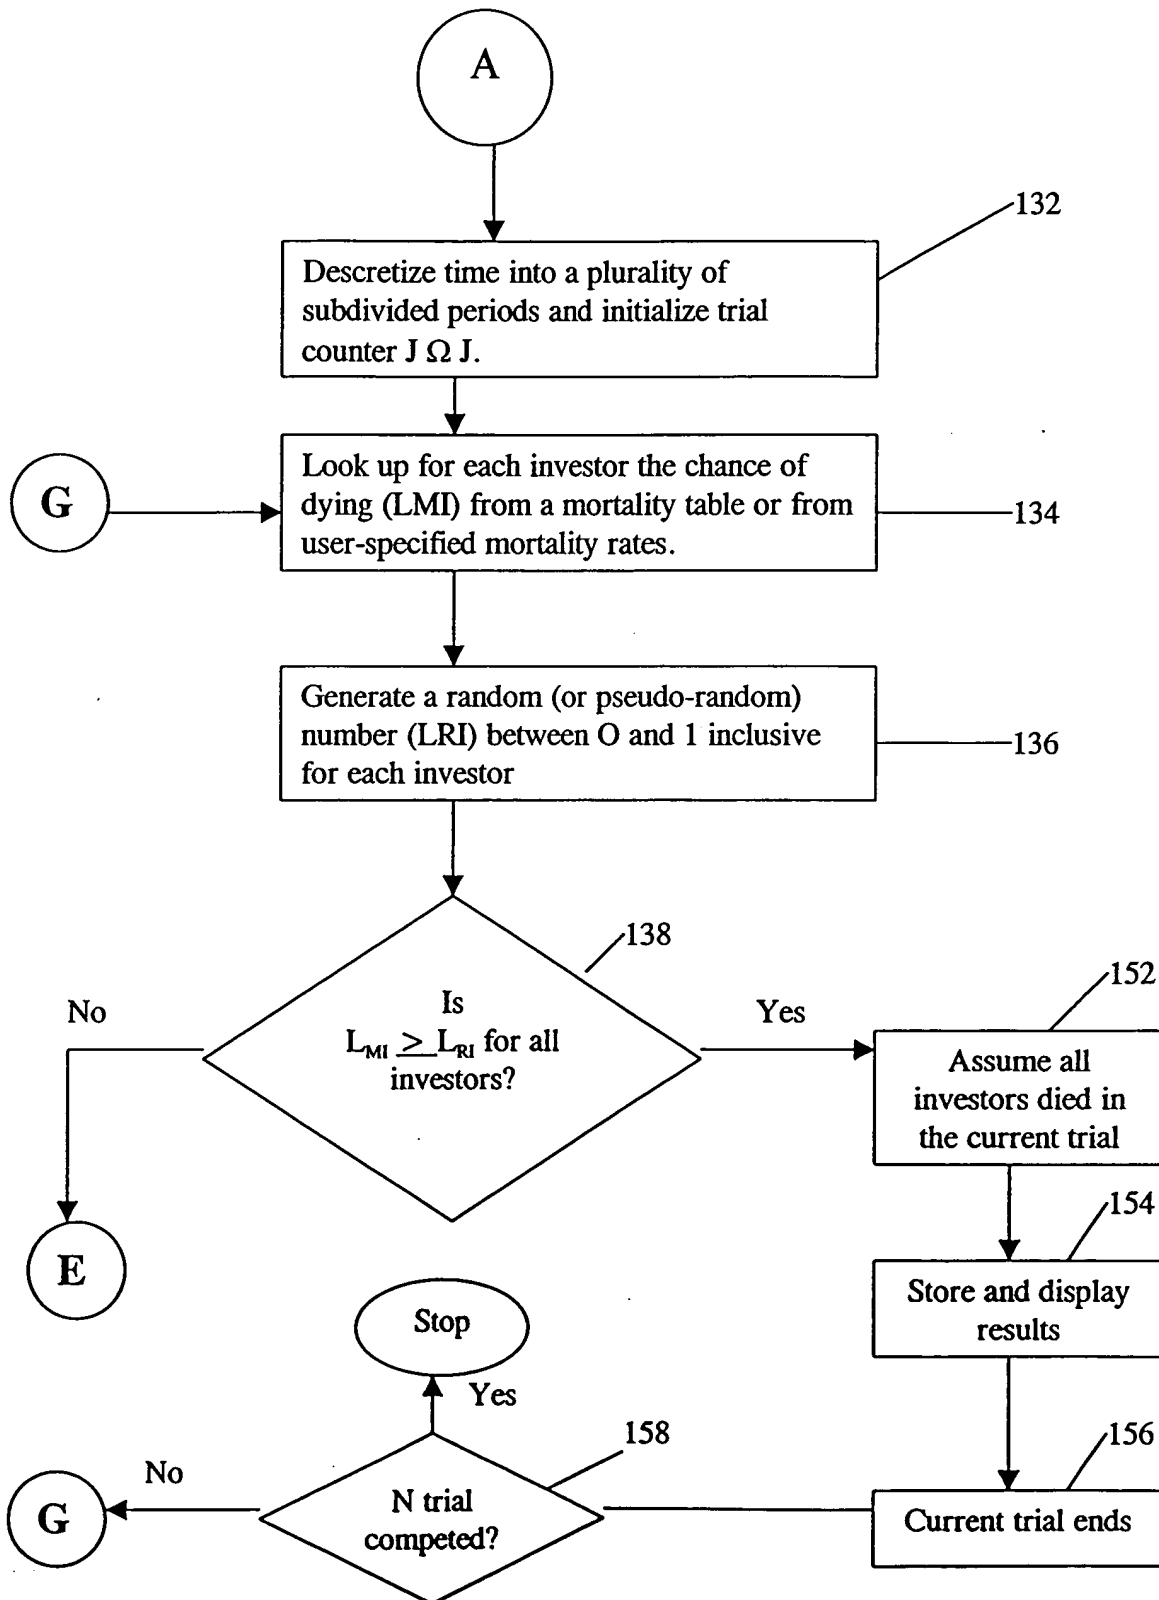 A
132
Descretize time into a plurality of
subdivided periods and initialize trial
counter J Ω J.
G
Look up for each investor the chance of
dying (LMI) from a mortality table or from
user-specified mortality rates.
134
Generate a random (or pseudo-random)
number (LRI) between O and 1 inclusive
for each investor
136
138
No
Is
L_MI ≥ L_RI for all
investors?
Yes
152
Assume all
investors died in
the current trial
E
154
Store and display
results
Stop
Yes
158
156
No
G
N trial
competed?
Current trial ends